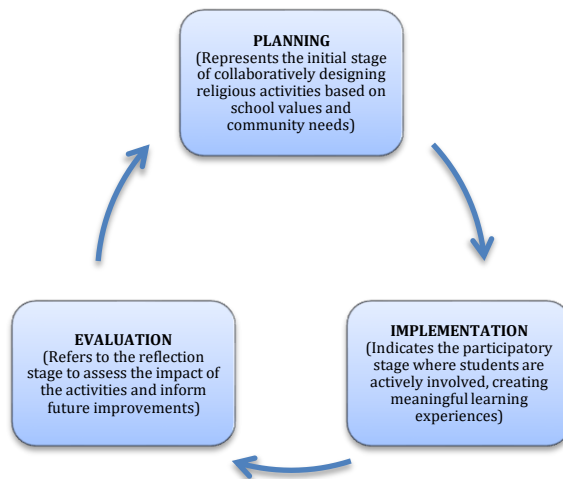 PLANNING
(Represents the initial stage
of collaboratively designing
religious activities based on
school values and
community needs)
IMPLEMENTATION
(Indicates the participatory
stage where students are
actively involved, creating
meaningful learning
experiences)
EVALUATION
(Refers to the reflection
stage to assess the impact of
the activities and inform
future improvements)